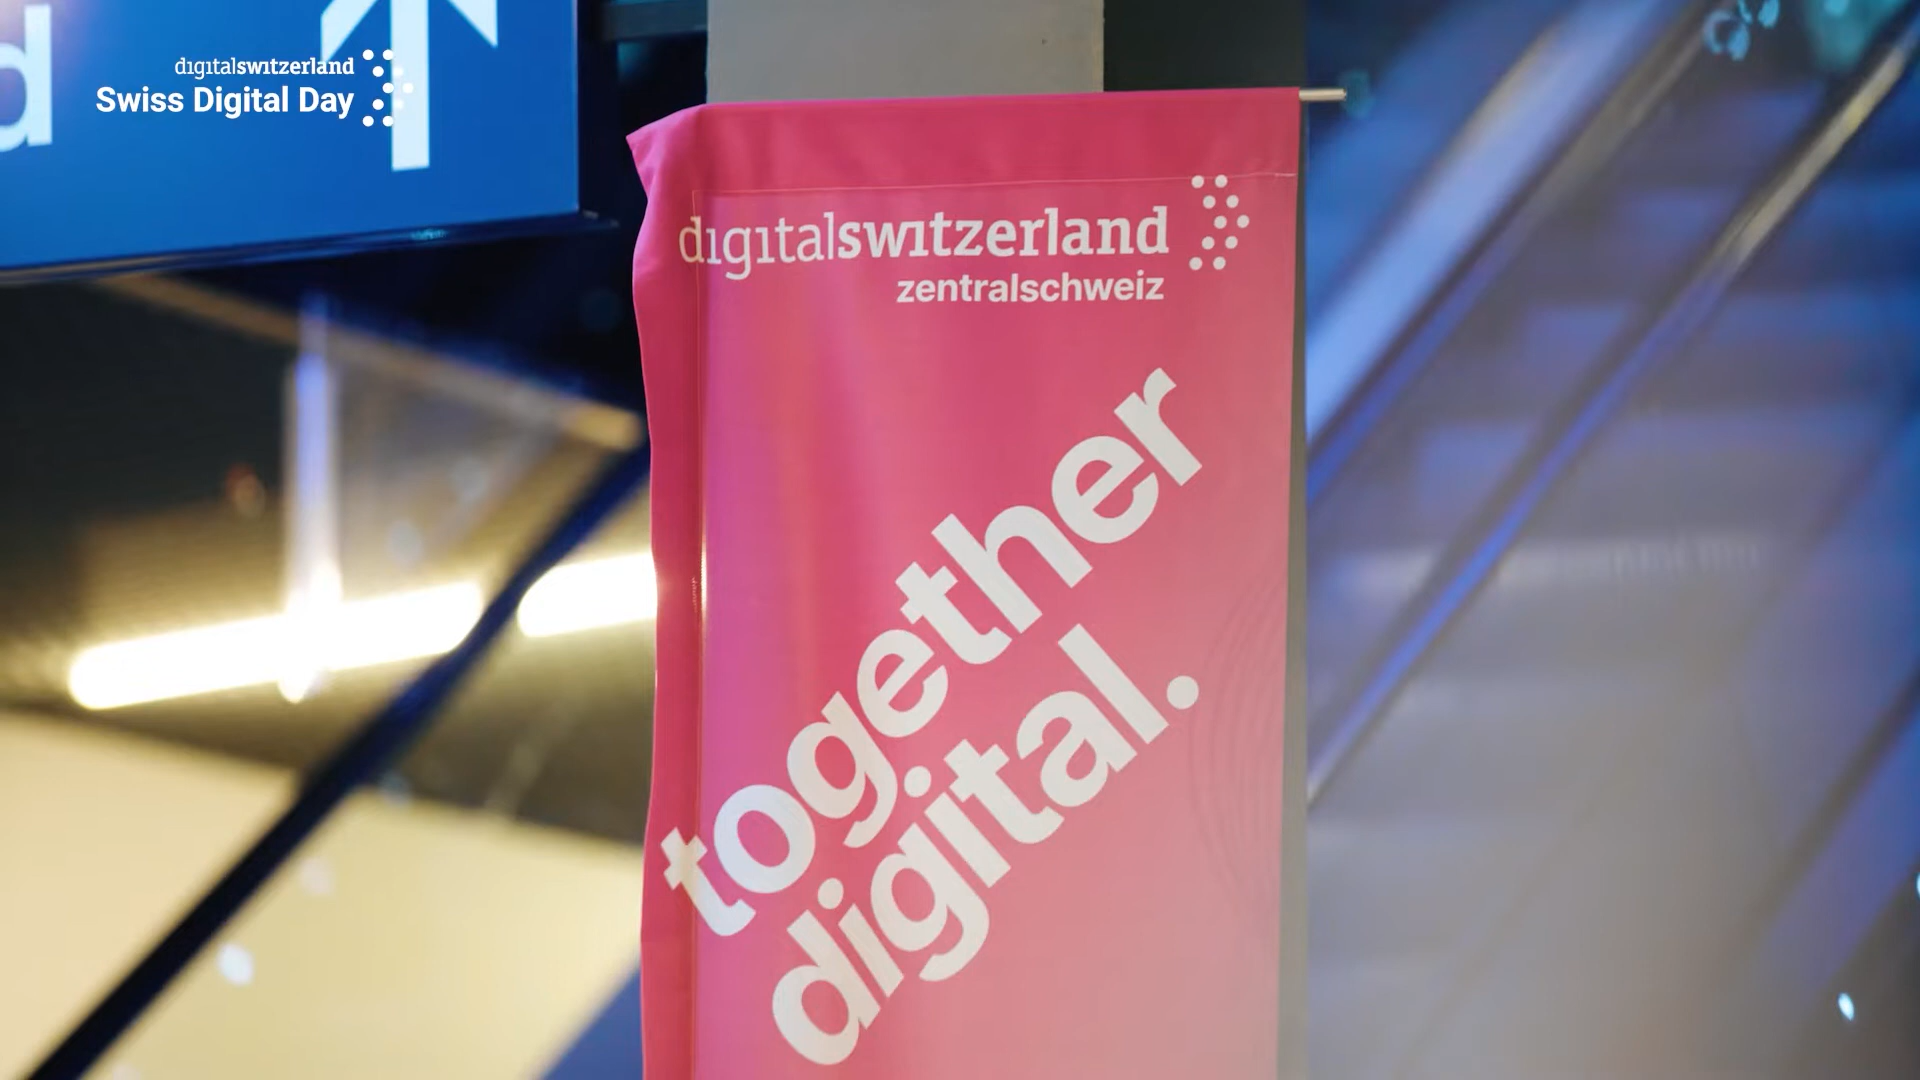 digitalswitzerland
Swiss Digital Day
digitalswitzerland
zentralschweiz
together
digital.